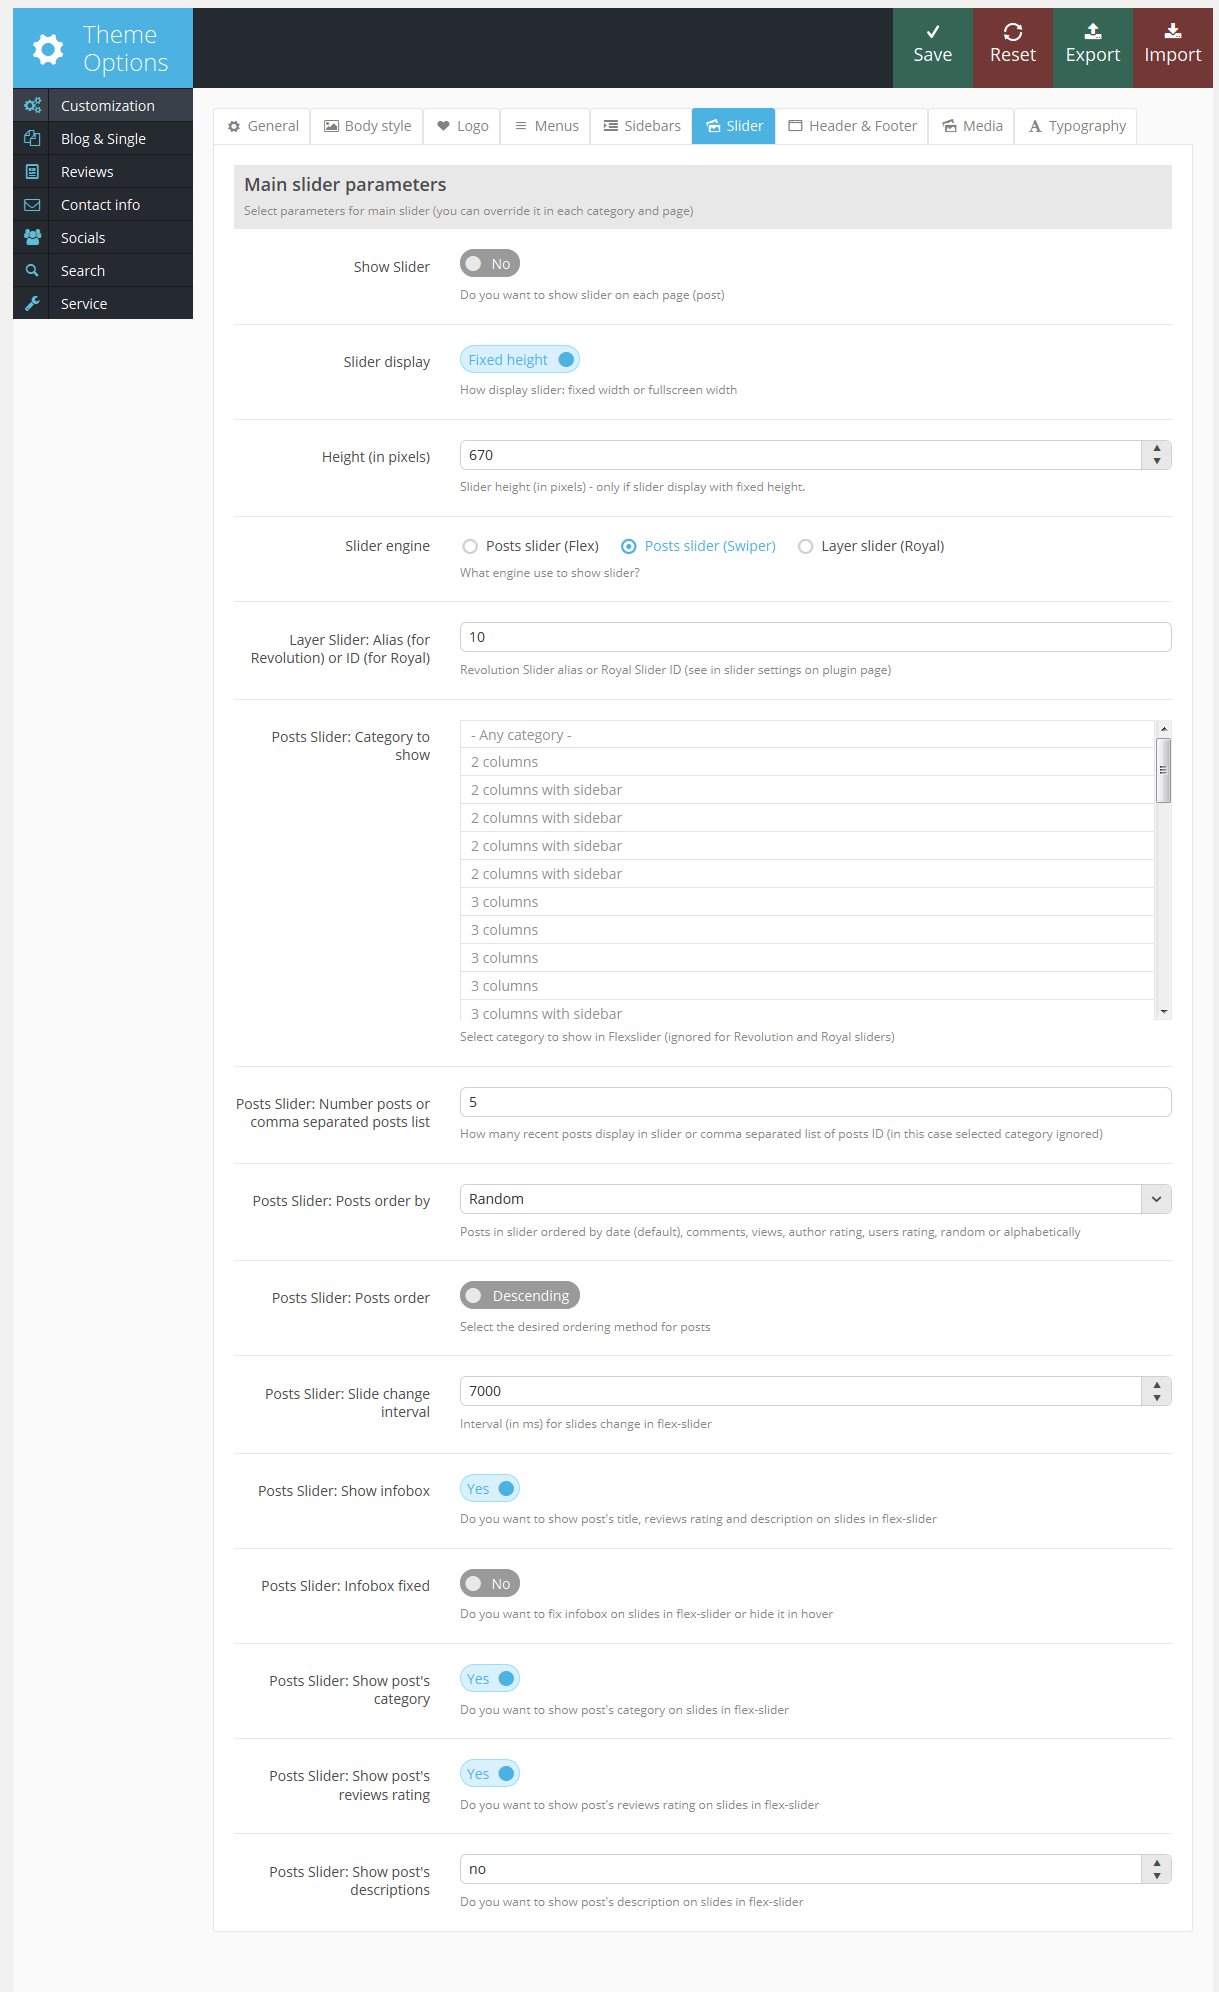 Theme
Options
Save
Reset
Export
Import
Customization
Blog & Single
Reviews
Contact info
Socials
Search
Service
General
Body style
Logo
Menus
Sidebars
Slider
Header & Footer
Media
Typography
Main slider parameters
Select parameters for main slider (you can override it in each category and page)
Show Slider
No
Do you want to show slider on each page (post)
Slider display
Fixed height
How display slider: fixed width or fullscreen width
Height (in pixels)
670
Slider height (in pixels) - only if slider display with fixed height.
Slider engine
Posts slider (Flex)
Posts slider (Swiper)
Layer slider (Royal)
What engine use to show slider?
Layer Slider: Alias (for
Revolution) or ID (for Royal)
10
Revolution Slider alias or Royal Slider ID (see in slider settings on plugin page)
Posts Slider: Category to
show
- Any category -
2 columns
2 columns with sidebar
2 columns with sidebar
2 columns with sidebar
2 columns with sidebar
3 columns
3 columns
3 columns
3 columns
3 columns with sidebar
Select category to show in Flexslider (ignored for Revolution and Royal sliders)
Posts Slider: Number posts or
comma separated posts list
5
How many recent posts display in slider or comma separated list of posts ID (in this case selected category ignored)
Posts Slider: Posts order by
Random
Posts in slider ordered by date (default), comments, views, author rating, users rating, random or alphabetically
Posts Slider: Posts order
Descending
Select the desired ordering method for posts
Posts Slider: Slide change
interval
7000
Interval (in ms) for slides change in flex-slider
Posts Slider: Show infobox
Yes
Do you want to show post's title, reviews rating and description on slides in flex-slider
Posts Slider: Infobox fixed
No
Do you want to fix infobox on slides in flex-slider or hide it in hover
Posts Slider: Show post's
category
Yes
Do you want to show post's category on slides in flex-slider
Posts Slider: Show post's
reviews rating
Yes
Do you want to show post's reviews rating on slides in flex-slider
Posts Slider: Show post's
descriptions
no
Do you want to show post's description on slides in flex-slider